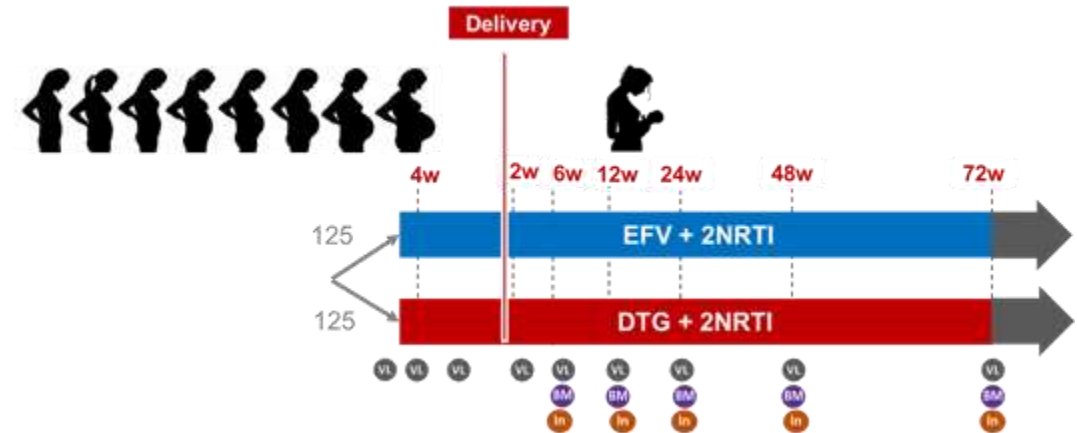 Delivery
4w 2w 6w 12w 24w 48w 72w
125 EFV + 2NRTI
125 DTG + 2NRTI
VL VL VL VL VL VL VL VL VL
BM BM BM BM BM
In In In In In